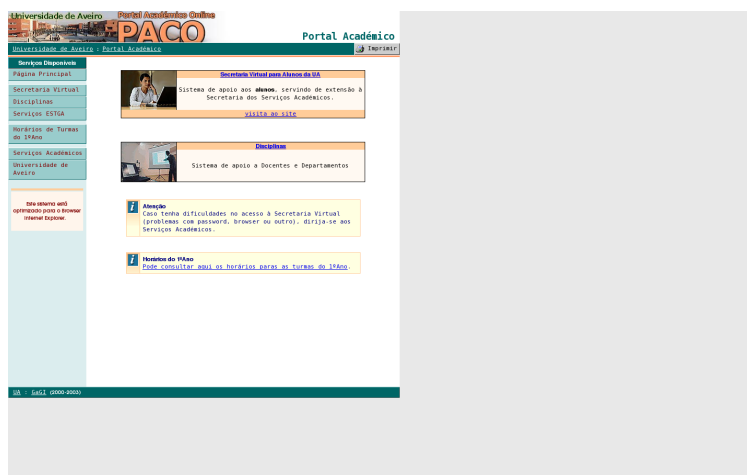 Universidade de Aveiro
Portal Académico Online
PACO
Portal Académico
Universidade de Aveiro : Portal Académico
Imprimir
Serviços Disponíveis
Página Principal
Secretaria Virtual
Disciplinas
Serviços ESTGA
Horários de Turmas
do 1ºAno
Serviços Académicos
Universidade de
Aveiro
Este sistema está
optimizado para o Browser
Internet Explorer.
Secretaria Virtual para Alunos da UA
Sistema de apoio aos alunos, servindo de extensão à
Secretaria dos Serviços Académicos.
visita ao site
Disciplinas
Sistema de apoio a Docentes e Departamentos
Atenção
Caso tenha dificuldades no acesso à Secretaria Virtual
(problemas com password, browser ou outro), dirija-se aos
Serviços Académicos.
Horários do 1ºAno
Pode consultar aqui os horários paras as turmas do 1ºAno.
UA : GaGI (2000-2003)